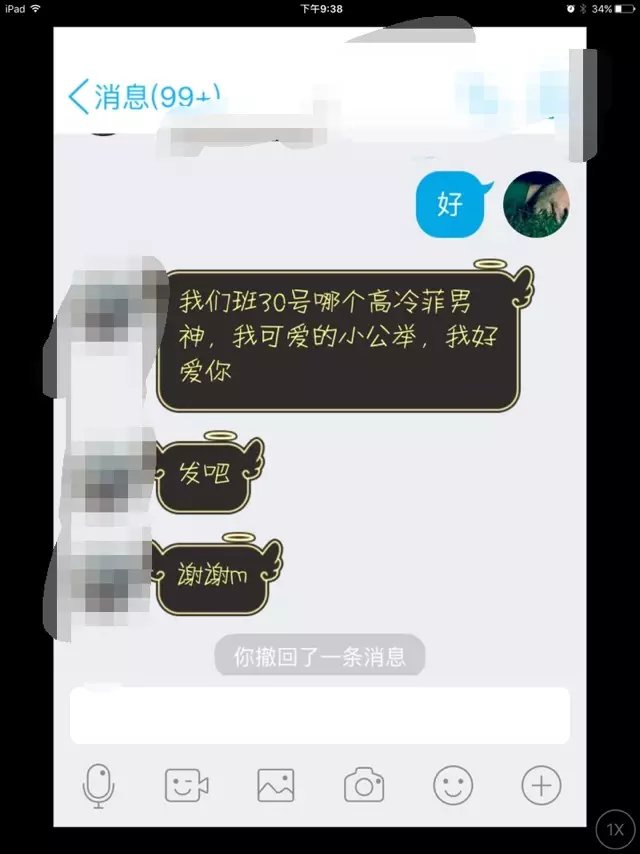 iPad
下午9:38
34%
消息(99+)
好
我们班30号哪个高冷菲男
神，我可爱的小公举，我好
爱你
发吧
谢谢m
你撤回了一条消息
1X